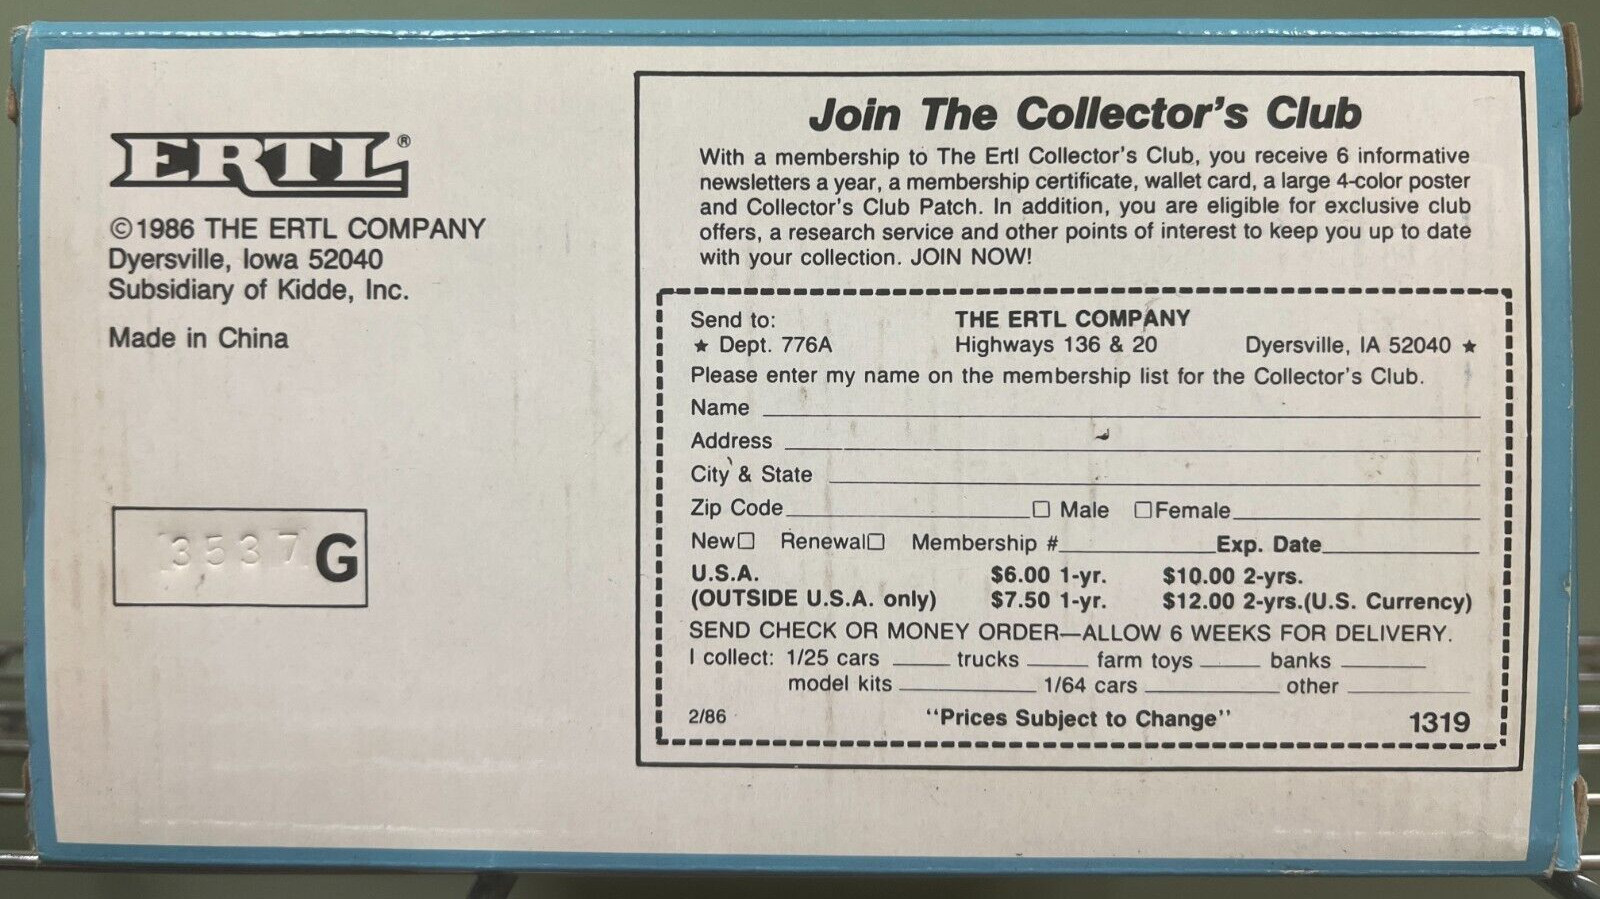 ERTL®
©1986 THE ERTL COMPANY
Dyersville, Iowa 52040
Subsidiary of Kidde, Inc.
Made in China
3537 G
Join The Collector's Club
With a membership to The Ertl Collector's Club, you receive 6 informative
newsletters a year, a membership certificate, wallet card, a large 4-color poster
and Collector's Club Patch. In addition, you are eligible for exclusive club
offers, a research service and other points of interest to keep you up to date
with your collection. JOIN NOW!
Send to: THE ERTL COMPANY
★ Dept. 776A Highways 136 & 20 Dyersville, IA 52040 ★
Please enter my name on the membership list for the Collector's Club.
Name
Address
City & State
Zip Code □ Male □ Female
New □ Renewal □ Membership # Exp. Date
U.S.A. $6.00 1-yr. $10.00 2-yrs.
(OUTSIDE U.S.A. only) $7.50 1-yr. $12.00 2-yrs.(U.S. Currency)
SEND CHECK OR MONEY ORDER—ALLOW 6 WEEKS FOR DELIVERY.
I collect: 1/25 cars trucks farm toys banks
model kits 1/64 cars other
2/86 "Prices Subject to Change" 1319